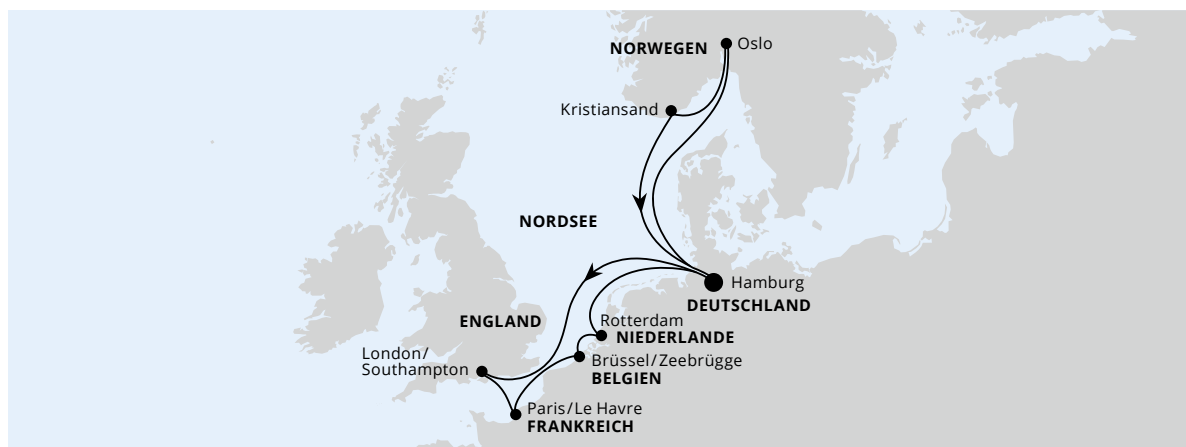 NORWEGEN
Oslo
Kristiansand
NORDSEE
Hamburg
DEUTSCHLAND
ENGLAND
Rotterdam
NIEDERLANDE
London/
Southampton
Brüssel/Zeebrügge
BELGIEN
Paris/Le Havre
FRANKREICH